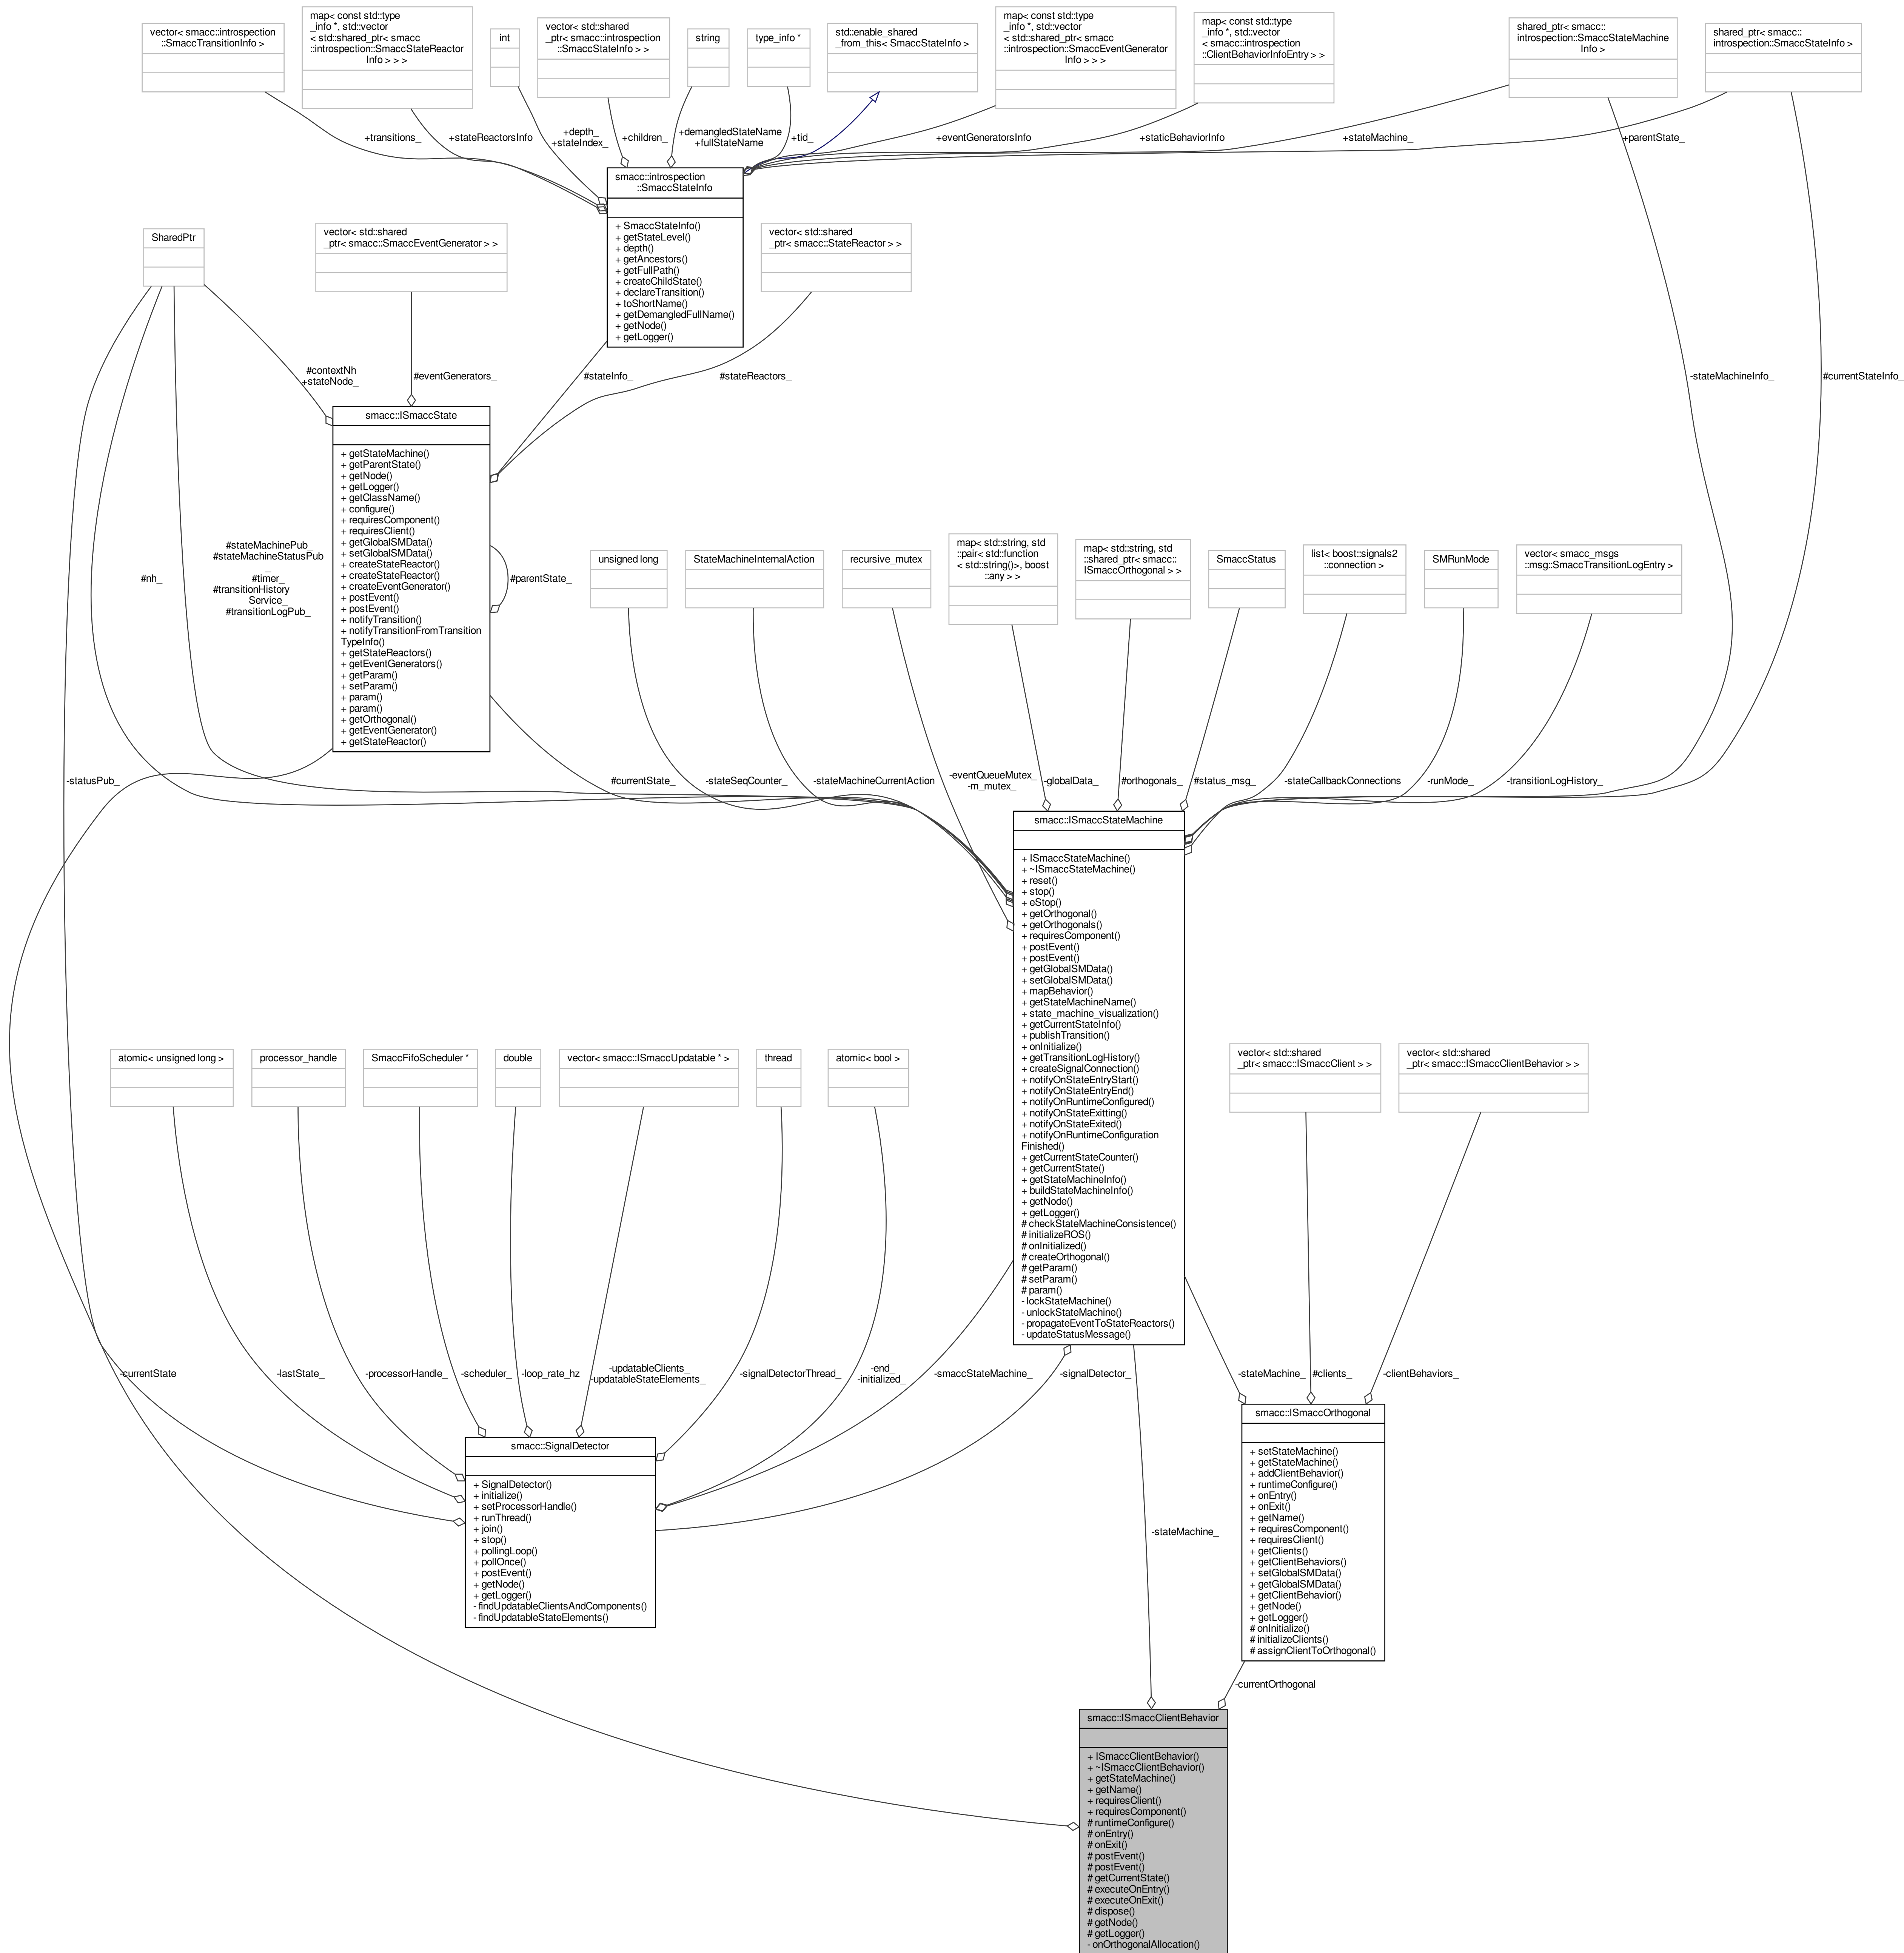 vector< smacc::introspection
::SmaccTransitionInfo >
map< const std::type
_info *, std::vector
< std::shared_ptr< smacc
::introspection::SmaccStateReactor
Info > > >
int
vector< std::shared
_ptr< smacc::introspection
::SmaccStateInfo > >
string
type_info *
std::enable_shared
_from_this< SmaccStateInfo >
map< const std::type
_info *, std::vector
< std::shared_ptr< smacc
::introspection::SmaccEventGenerator
Info > > >
map< const std::type
_info *, std::vector
< smacc::introspection
::ClientBehaviorInfoEntry > >
shared_ptr< smacc::
introspection::SmaccStateMachine
Info >
shared_ptr< smacc::
introspection::SmaccStateInfo >
+transitions_
+stateReactorsInfo
+depth_
+stateIndex_
+children_
+demangledStateName
+fullStateName
+tid_
+eventGeneratorsInfo
+staticBehaviorInfo
+stateMachine_
+parentState_
smacc::introspection
::SmaccStateInfo
+ SmaccStateInfo()
+ getStateLevel()
+ depth()
+ getAncestors()
+ getFullPath()
+ createChildState()
+ declareTransition()
+ toShortName()
+ getDemangledFullName()
+ getNode()
+ getLogger()
SharedPtr
vector< std::shared
_ptr< smacc::SmaccEventGenerator > >
vector< std::shared
_ptr< smacc::StateReactor > >
#contextNh
+stateNode_
#eventGenerators_
#stateInfo_
#stateReactors_
-stateMachineInfo_
#currentStateInfo_
smacc::ISmaccState
+ getStateMachine()
+ getParentState()
+ getNode()
+ getLogger()
+ getClassName()
+ configure()
+ requiresComponent()
+ requiresClient()
+ getGlobalSMData()
+ setGlobalSMData()
+ createStateReactor()
+ createStateReactor()
+ createEventGenerator()
+ postEvent()
+ postEvent()
+ notifyTransition()
+ notifyTransitionFromTransition
TypeInfo()
+ getStateReactors()
+ getEventGenerators()
+ getParam()
+ setParam()
+ param()
+ param()
+ getOrthogonal()
+ getEventGenerator()
+ getStateReactor()
#parentState_
#nh_
#stateMachinePub_
#stateMachineStatusPub
_
#timer_
#transitionHistory
Service_
#transitionLogPub_
unsigned long
StateMachineInternalAction
recursive_mutex
map< std::string, std
::pair< std::function
< std::string()>, boost
::any > >
map< std::string, std
::shared_ptr< smacc::
ISmaccOrthogonal > >
SmaccStatus
list< boost::signals2
::connection >
SMRunMode
vector< smacc_msgs
::msg::SmaccTransitionLogEntry >
-statusPub_
#currentState_
-stateSeqCounter_
-stateMachineCurrentAction
-eventQueueMutex_
-m_mutex_
-globalData_
#orthogonals_
#status_msg_
-stateCallbackConnections
-runMode_
-transitionLogHistory_
smacc::ISmaccStateMachine
+ ISmaccStateMachine()
+ ~ISmaccStateMachine()
+ reset()
+ stop()
+ eStop()
+ getOrthogonal()
+ getOrthogonals()
+ requiresComponent()
+ postEvent()
+ postEvent()
+ getGlobalSMData()
+ setGlobalSMData()
+ mapBehavior()
+ getStateMachineName()
+ state_machine_visualization()
+ getCurrentStateInfo()
+ publishTransition()
+ onInitialize()
+ getTransitionLogHistory()
+ createSignalConnection()
+ notifyOnStateEntryStart()
+ notifyOnStateEntryEnd()
+ notifyOnRuntimeConfigured()
+ notifyOnStateExitting()
+ notifyOnStateExited()
+ notifyOnRuntimeConfiguration
Finished()
+ getCurrentStateCounter()
+ getCurrentState()
+ getStateMachineInfo()
+ buildStateMachineInfo()
+ getNode()
+ getLogger()
# checkStateMachineConsistence()
# initializeROS()
# onInitialized()
# createOrthogonal()
# getParam()
# setParam()
# param()
- lockStateMachine()
- unlockStateMachine()
- propagateEventToStateReactors()
- updateStatusMessage()
atomic< unsigned long >
processor_handle
SmaccFifoScheduler *
double
vector< smacc::ISmaccUpdatable * >
thread
atomic< bool >
vector< std::shared
_ptr< smacc::ISmaccClient > >
vector< std::shared
_ptr< smacc::ISmaccClientBehavior > >
-currentState
-lastState_
-processorHandle_
-scheduler_
-loop_rate_hz
-updatableClients_
-updatableStateElements_
-signalDetectorThread_
-end_
-initialized_
-smaccStateMachine_
-signalDetector_
-stateMachine_
#clients_
-clientBehaviors_
smacc::SignalDetector
+ SignalDetector()
+ initialize()
+ setProcessorHandle()
+ runThread()
+ join()
+ stop()
+ pollingLoop()
+ pollOnce()
+ postEvent()
+ getNode()
+ getLogger()
- findUpdatableClientsAndComponents()
- findUpdatableStateElements()
smacc::ISmaccOrthogonal
+ setStateMachine()
+ getStateMachine()
+ addClientBehavior()
+ runtimeConfigure()
+ onEntry()
+ onExit()
+ getName()
+ requiresComponent()
+ requiresClient()
+ getClients()
+ getClientBehaviors()
+ setGlobalSMData()
+ getGlobalSMData()
+ getClientBehavior()
+ getNode()
+ getLogger()
# onInitialize()
# initializeClients()
# assignClientToOrthogonal()
-stateMachine_
-currentOrthogonal
smacc::ISmaccClientBehavior
+ ISmaccClientBehavior()
+ ~ISmaccClientBehavior()
+ getStateMachine()
+ getName()
+ requiresClient()
+ requiresComponent()
# runtimeConfigure()
# onEntry()
# onExit()
# postEvent()
# postEvent()
# getCurrentState()
# executeOnEntry()
# executeOnExit()
# dispose()
# getNode()
# getLogger()
- onOrthogonalAllocation()